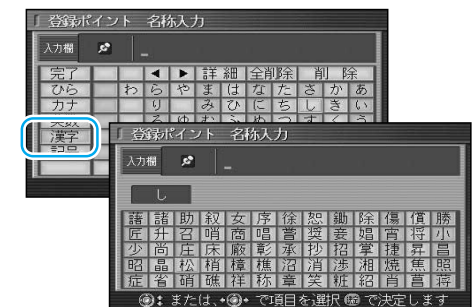 登録ポイント 名称入力
入力欄 _
完了 ◀ ▶ 詳 細 全削除 削 除
ひら わ ら や ま は な た さ か あ
カナ り み ひ に ち し き い
漢字
登録ポイント 名称入力
入力欄 _
し
藷 諸 助 叙 女 序 徐 恕 鋤 除 傷 償 勝
匠 升 召 哨 商 唱 嘗 奨 妾 娼 宵 将 小
少 尚 庄 床 廠 彰 承 抄 招 掌 捷 昇 昌
昭 晶 松 梢 樟 樵 沼 消 渉 湘 焼 焦 照
症 省 硝 礁 祥 称 章 笑 粧 紹 肖 菖 蒋
または、 で項目を選択 で決定します